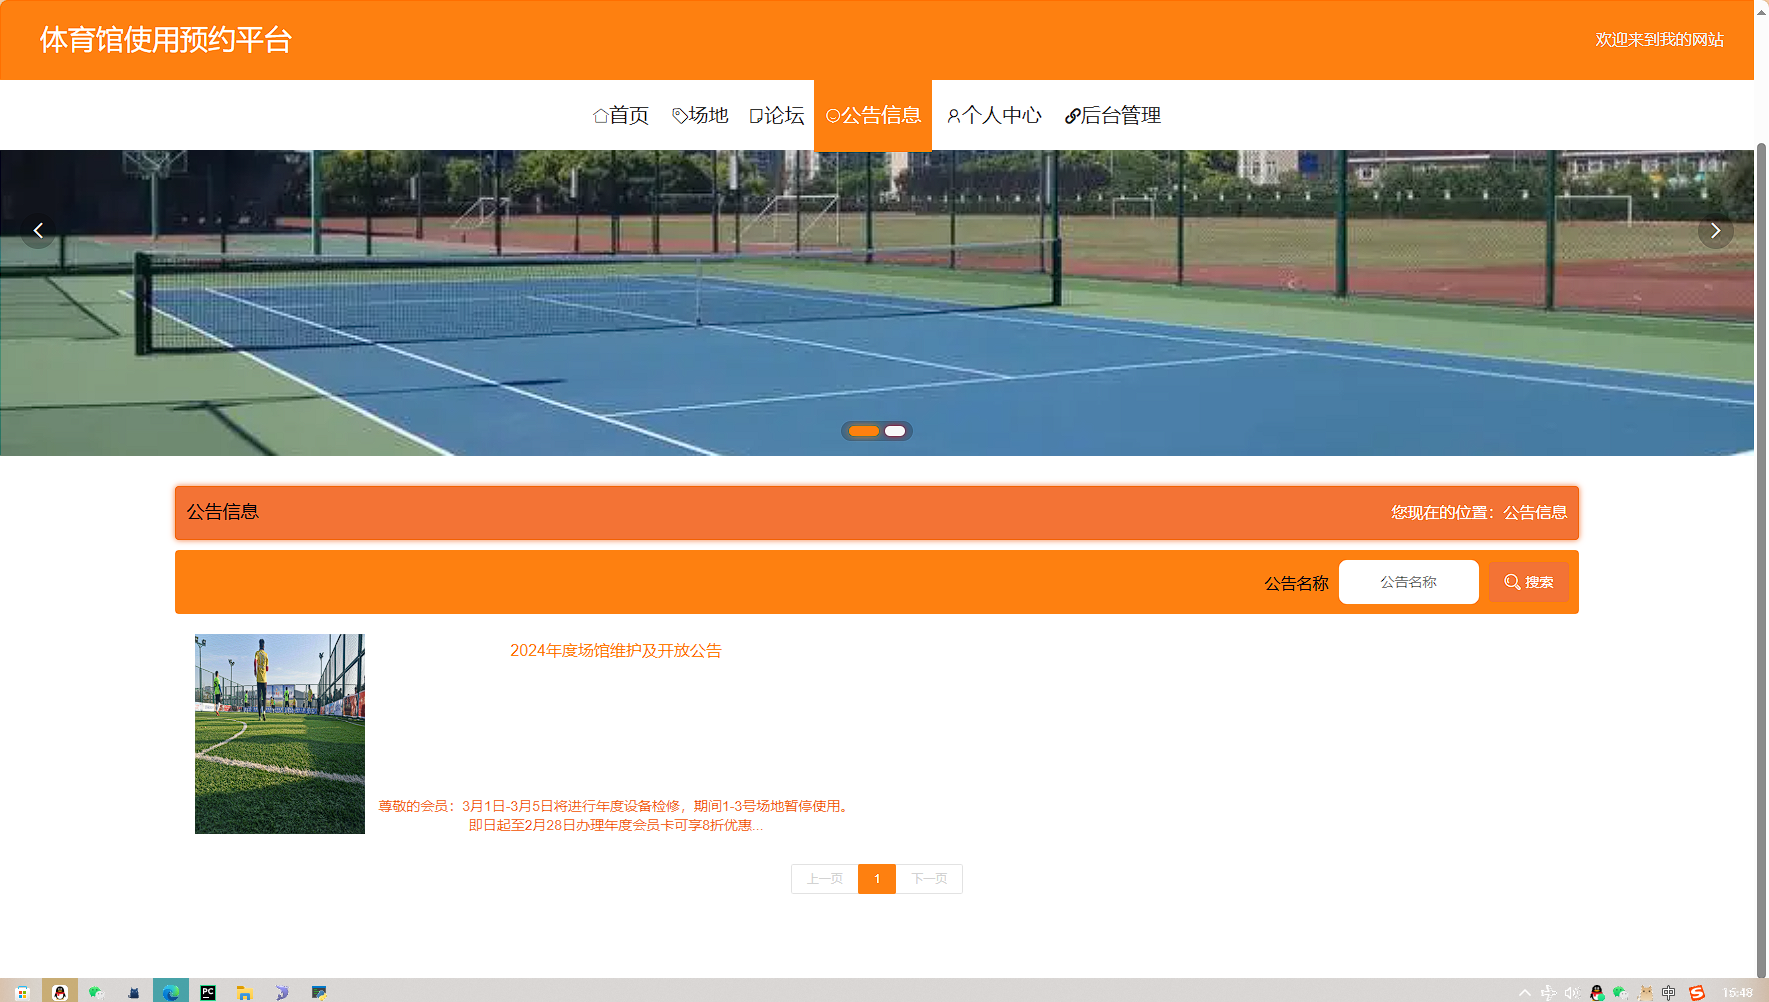 体育馆使用预约平台
欢迎来到我的网站
首页 场地 论坛 公告信息 个人中心 后台管理
公告信息
您现在的位置：公告信息
公告名称 公告名称 搜索
2024年度场馆维护及开放公告
尊敬的会员：3月1日-3月5日将进行年度设备检修，期间1-3号场地暂停使用。
即日起至2月28日办理年度会员卡可享8折优惠...
上一页 1 下一页
PC
中
15:48